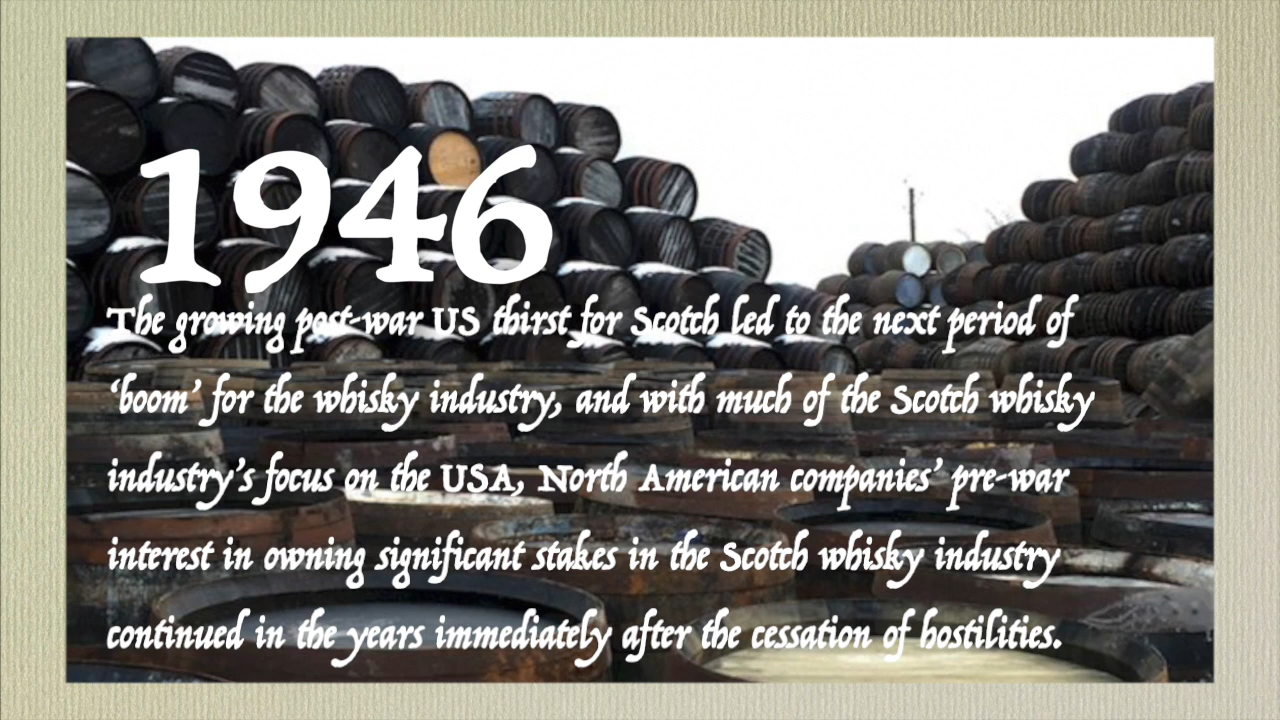 1946
The growing post-war US thirst for Scotch led to the next period of
‘boom’ for the whisky industry, and with much of the Scotch whisky
industry’s focus on the USA, North American companies’ pre-war
interest in owning significant stakes in the Scotch whisky industry
continued in the years immediately after the cessation of hostilities.